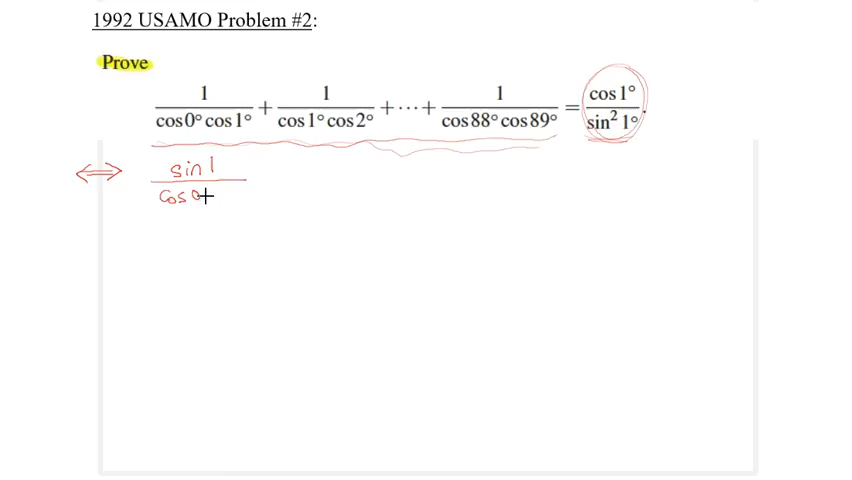 1992 USAMO Problem #2:
Prove
1/(cos 0° cos 1°) + 1/(cos 1° cos 2°) + ⋯ + 1/(cos 88° cos 89°) = cos 1°/sin² 1°.
⟺ sin 1
cos 0